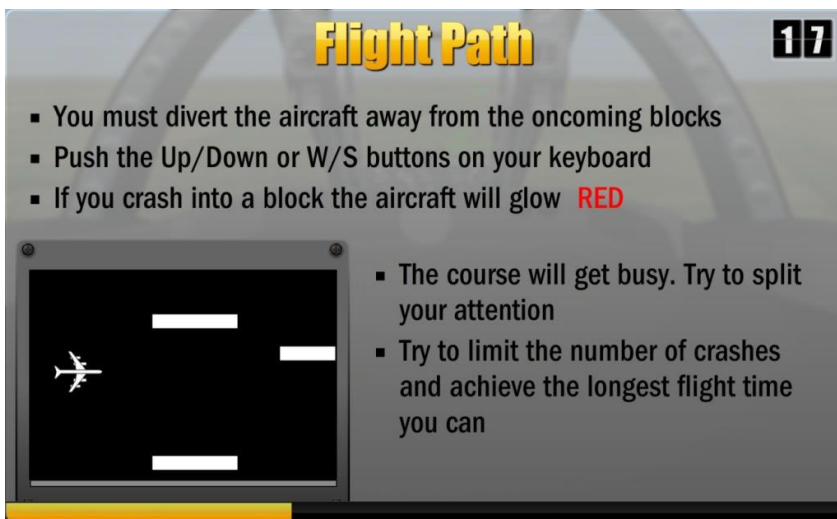 Flight Path
17
▪ You must divert the aircraft away from the oncoming blocks
▪ Push the Up/Down or W/S buttons on your keyboard
▪ If you crash into a block the aircraft will glow RED
▪ The course will get busy. Try to split
your attention
▪ Try to limit the number of crashes
and achieve the longest flight time
you can